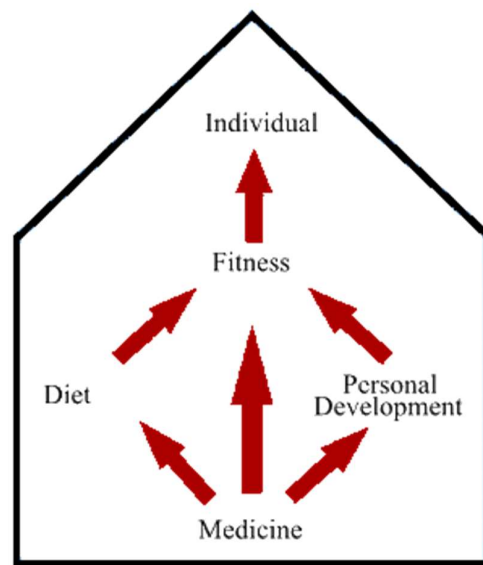 Individual
Fitness
Diet
Personal
Development
Medicine